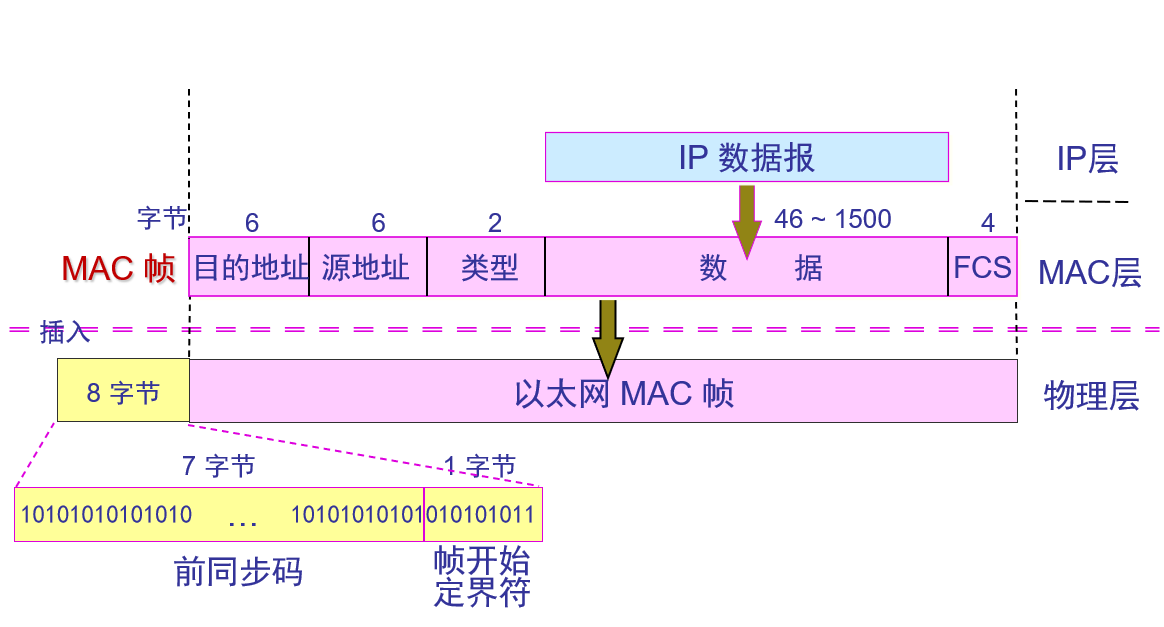 IP 数据报
IP层
字节
6
6
2
46 ~ 1500
4
MAC 帧
目的地址
源地址
类型
数 据
FCS
MAC层
插入
8 字节
以太网 MAC 帧
物理层
7 字节
1 字节
10101010101010
…
10101010101010101011
前同步码
帧开始
定界符